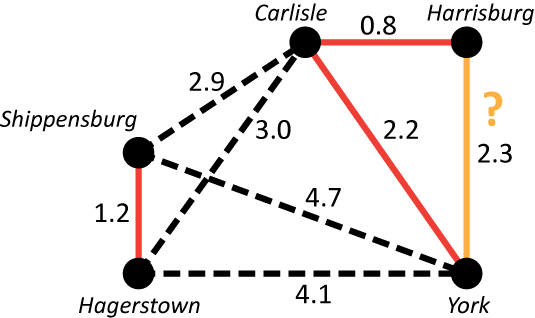 Carlisle
Harrisburg
0.8
2.9
Shippensburg
3.0
2.2
?
2.3
4.7
1.2
4.1
Hagerstown
York